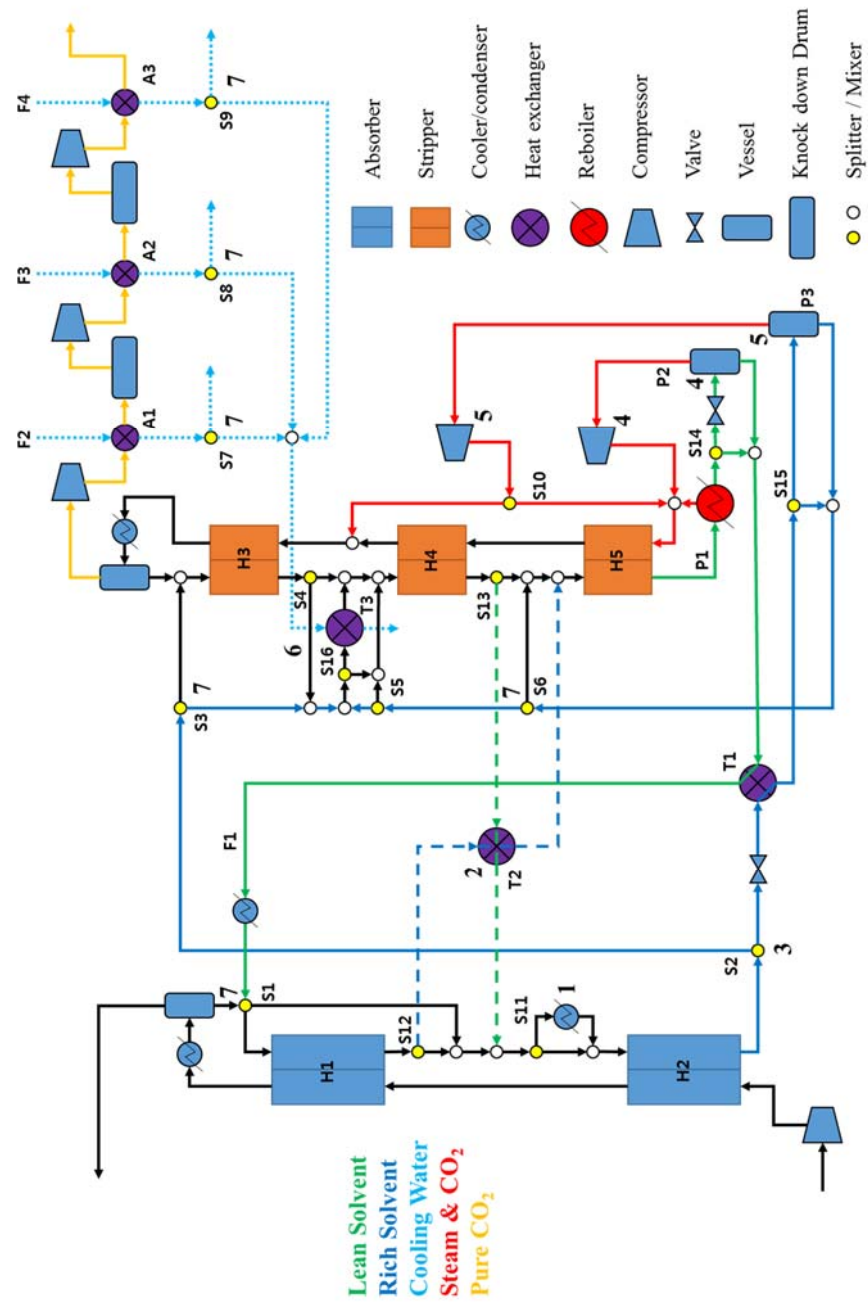 F2
F3
F4
A1
A2
A3
S7
7
S8
7
S9
7
H3
S4
6
S16
T3
S3
7
S5
H4
S13
7
S6
H5
S10
5
4
P1
S14
P2
4
5
P3
S15
F1
T1
2
T2
7
S1
S12
S11
1
S2
3
H1
H2
Lean Solvent
Rich Solvent
Cooling Water
Steam & CO₂
Pure CO₂
Absorber
Stripper
Cooler/condenser
Heat exchanger
Reboiler
Compressor
Valve
Vessel
Knock down Drum
Splitter / Mixer